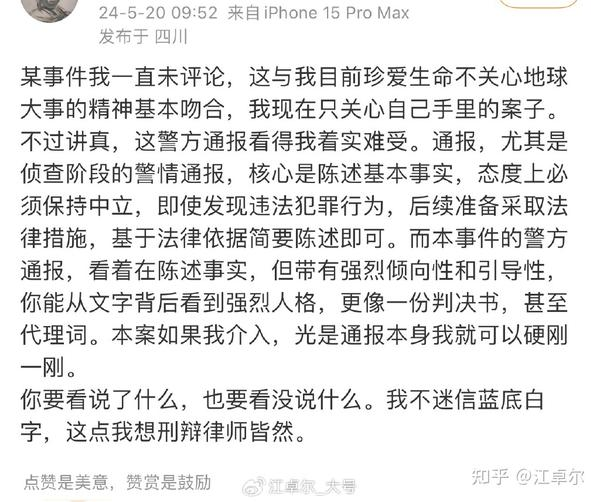 24-5-20 09:52 来自iPhone 15 Pro Max
发布于 四川
某事件我一直未评论，这与我目前珍爱生命不关心地球
大事的精神基本吻合，我现在只关心自己手里的案子。
不过讲真，这警方通报看得我着实难受。通报，尤其是
侦查阶段的警情通报，核心是陈述基本事实，态度上必
须保持中立，即使发现违法犯罪行为，后续准备采取法
律措施，基于法律依据简要陈述即可。而本事件的警方
通报，看着在陈述事实，但带有强烈倾向性和引导性，
你能从文字背后看到强烈人格，更像一份判决书，甚至
代理词。本案如果我介入，光是通报本身我就可以硬刚
一刚。
你要看说了什么，也要看没说什么。我不迷信蓝底白
字，这点我想刑辩律师皆然。
点赞是美意，赞赏是鼓励
江卓尔_大号
知乎 @江卓尔